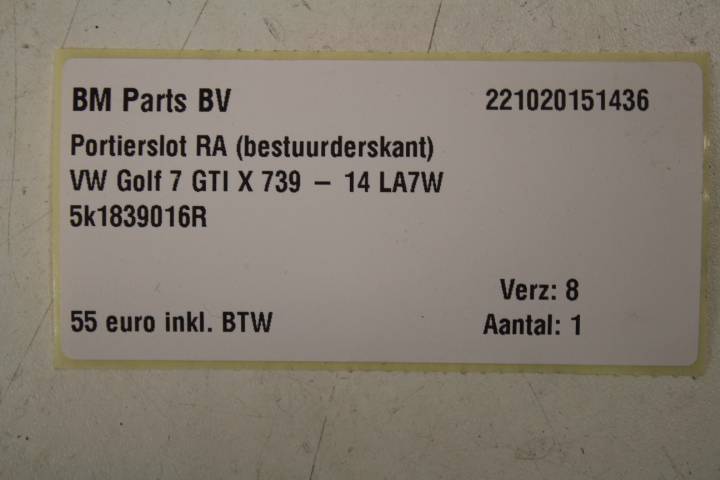 BM Parts BV 221020151436
Portierslot RA (bestuurderskant)
VW Golf 7 GTI X 739 – 14 LA7W
5k1839016R
Verz: 8
55 euro inkl. BTW Aantal: 1